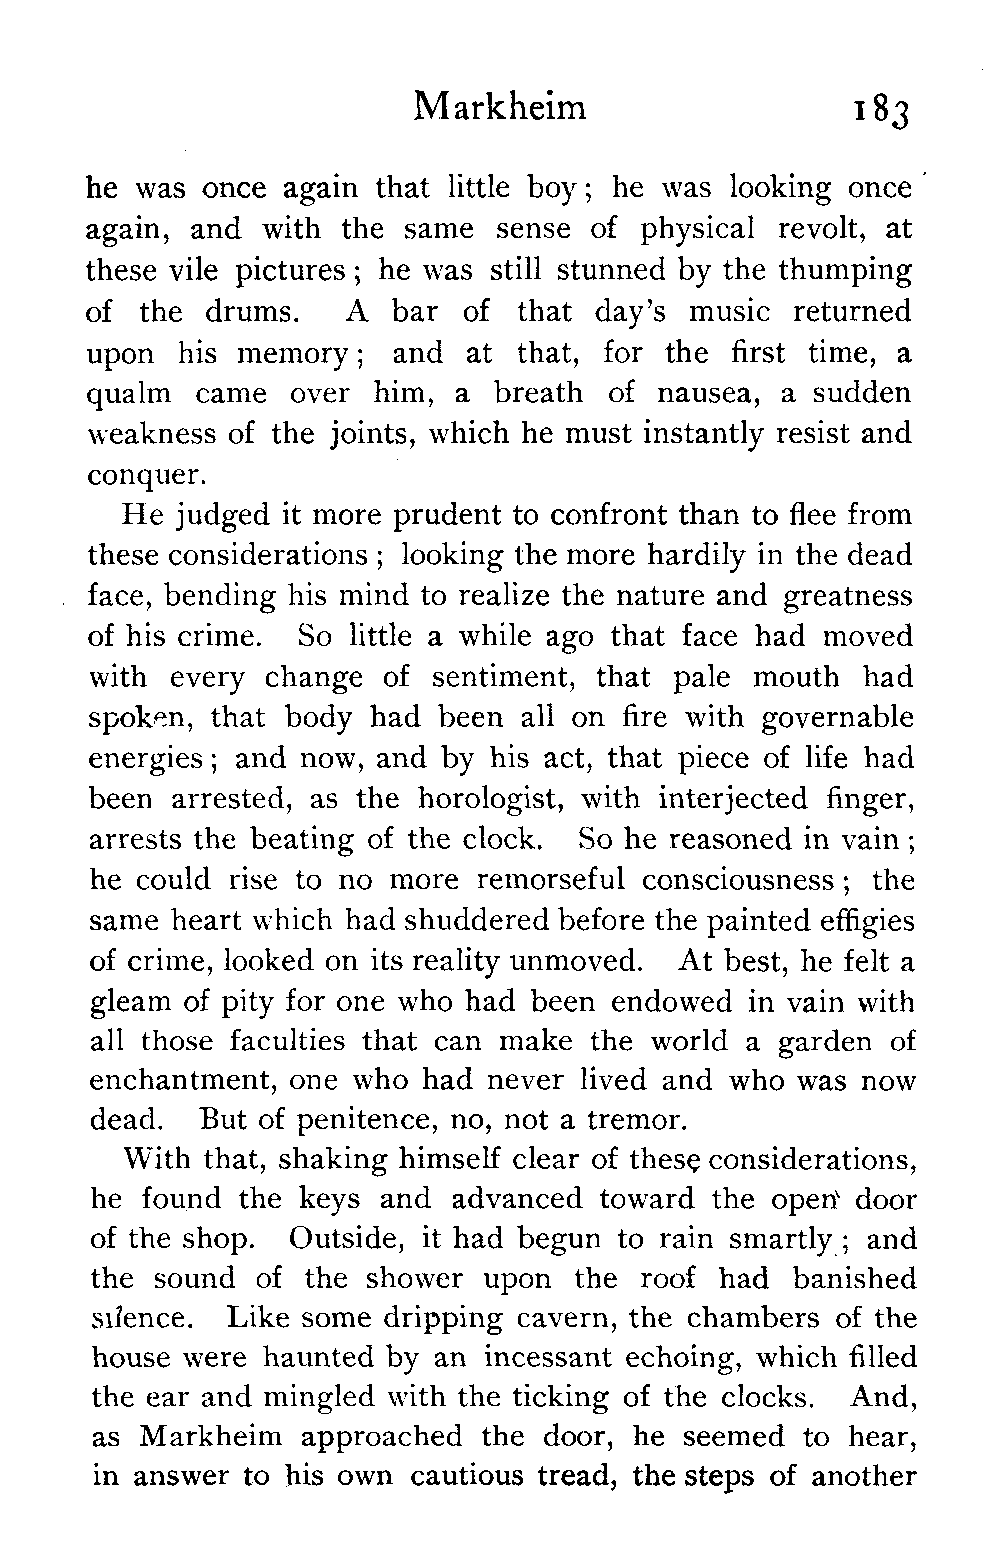 Markheim 183
he was once again that little boy; he was looking once
again, and with the same sense of physical revolt, at
these vile pictures; he was still stunned by the thumping
of the drums. A bar of that day's music returned
upon his memory; and at that, for the first time, a
qualm came over him, a breath of nausea, a sudden
weakness of the joints, which he must instantly resist and
conquer.
He judged it more prudent to confront than to flee from
these considerations; looking the more hardily in the dead
face, bending his mind to realize the nature and greatness
of his crime. So little a while ago that face had moved
with every change of sentiment, that pale mouth had
spoken, that body had been all on fire with governable
energies; and now, and by his act, that piece of life had
been arrested, as the horologist, with interjected finger,
arrests the beating of the clock. So he reasoned in vain;
he could rise to no more remorseful consciousness; the
same heart which had shuddered before the painted effigies
of crime, looked on its reality unmoved. At best, he felt a
gleam of pity for one who had been endowed in vain with
all those faculties that can make the world a garden of
enchantment, one who had never lived and who was now
dead. But of penitence, no, not a tremor.
With that, shaking himself clear of these considerations,
he found the keys and advanced toward the open door
of the shop. Outside, it had begun to rain smartly; and
the sound of the shower upon the roof had banished
silence. Like some dripping cavern, the chambers of the
house were haunted by an incessant echoing, which filled
the ear and mingled with the ticking of the clocks. And,
as Markheim approached the door, he seemed to hear,
in answer to his own cautious tread, the steps of another